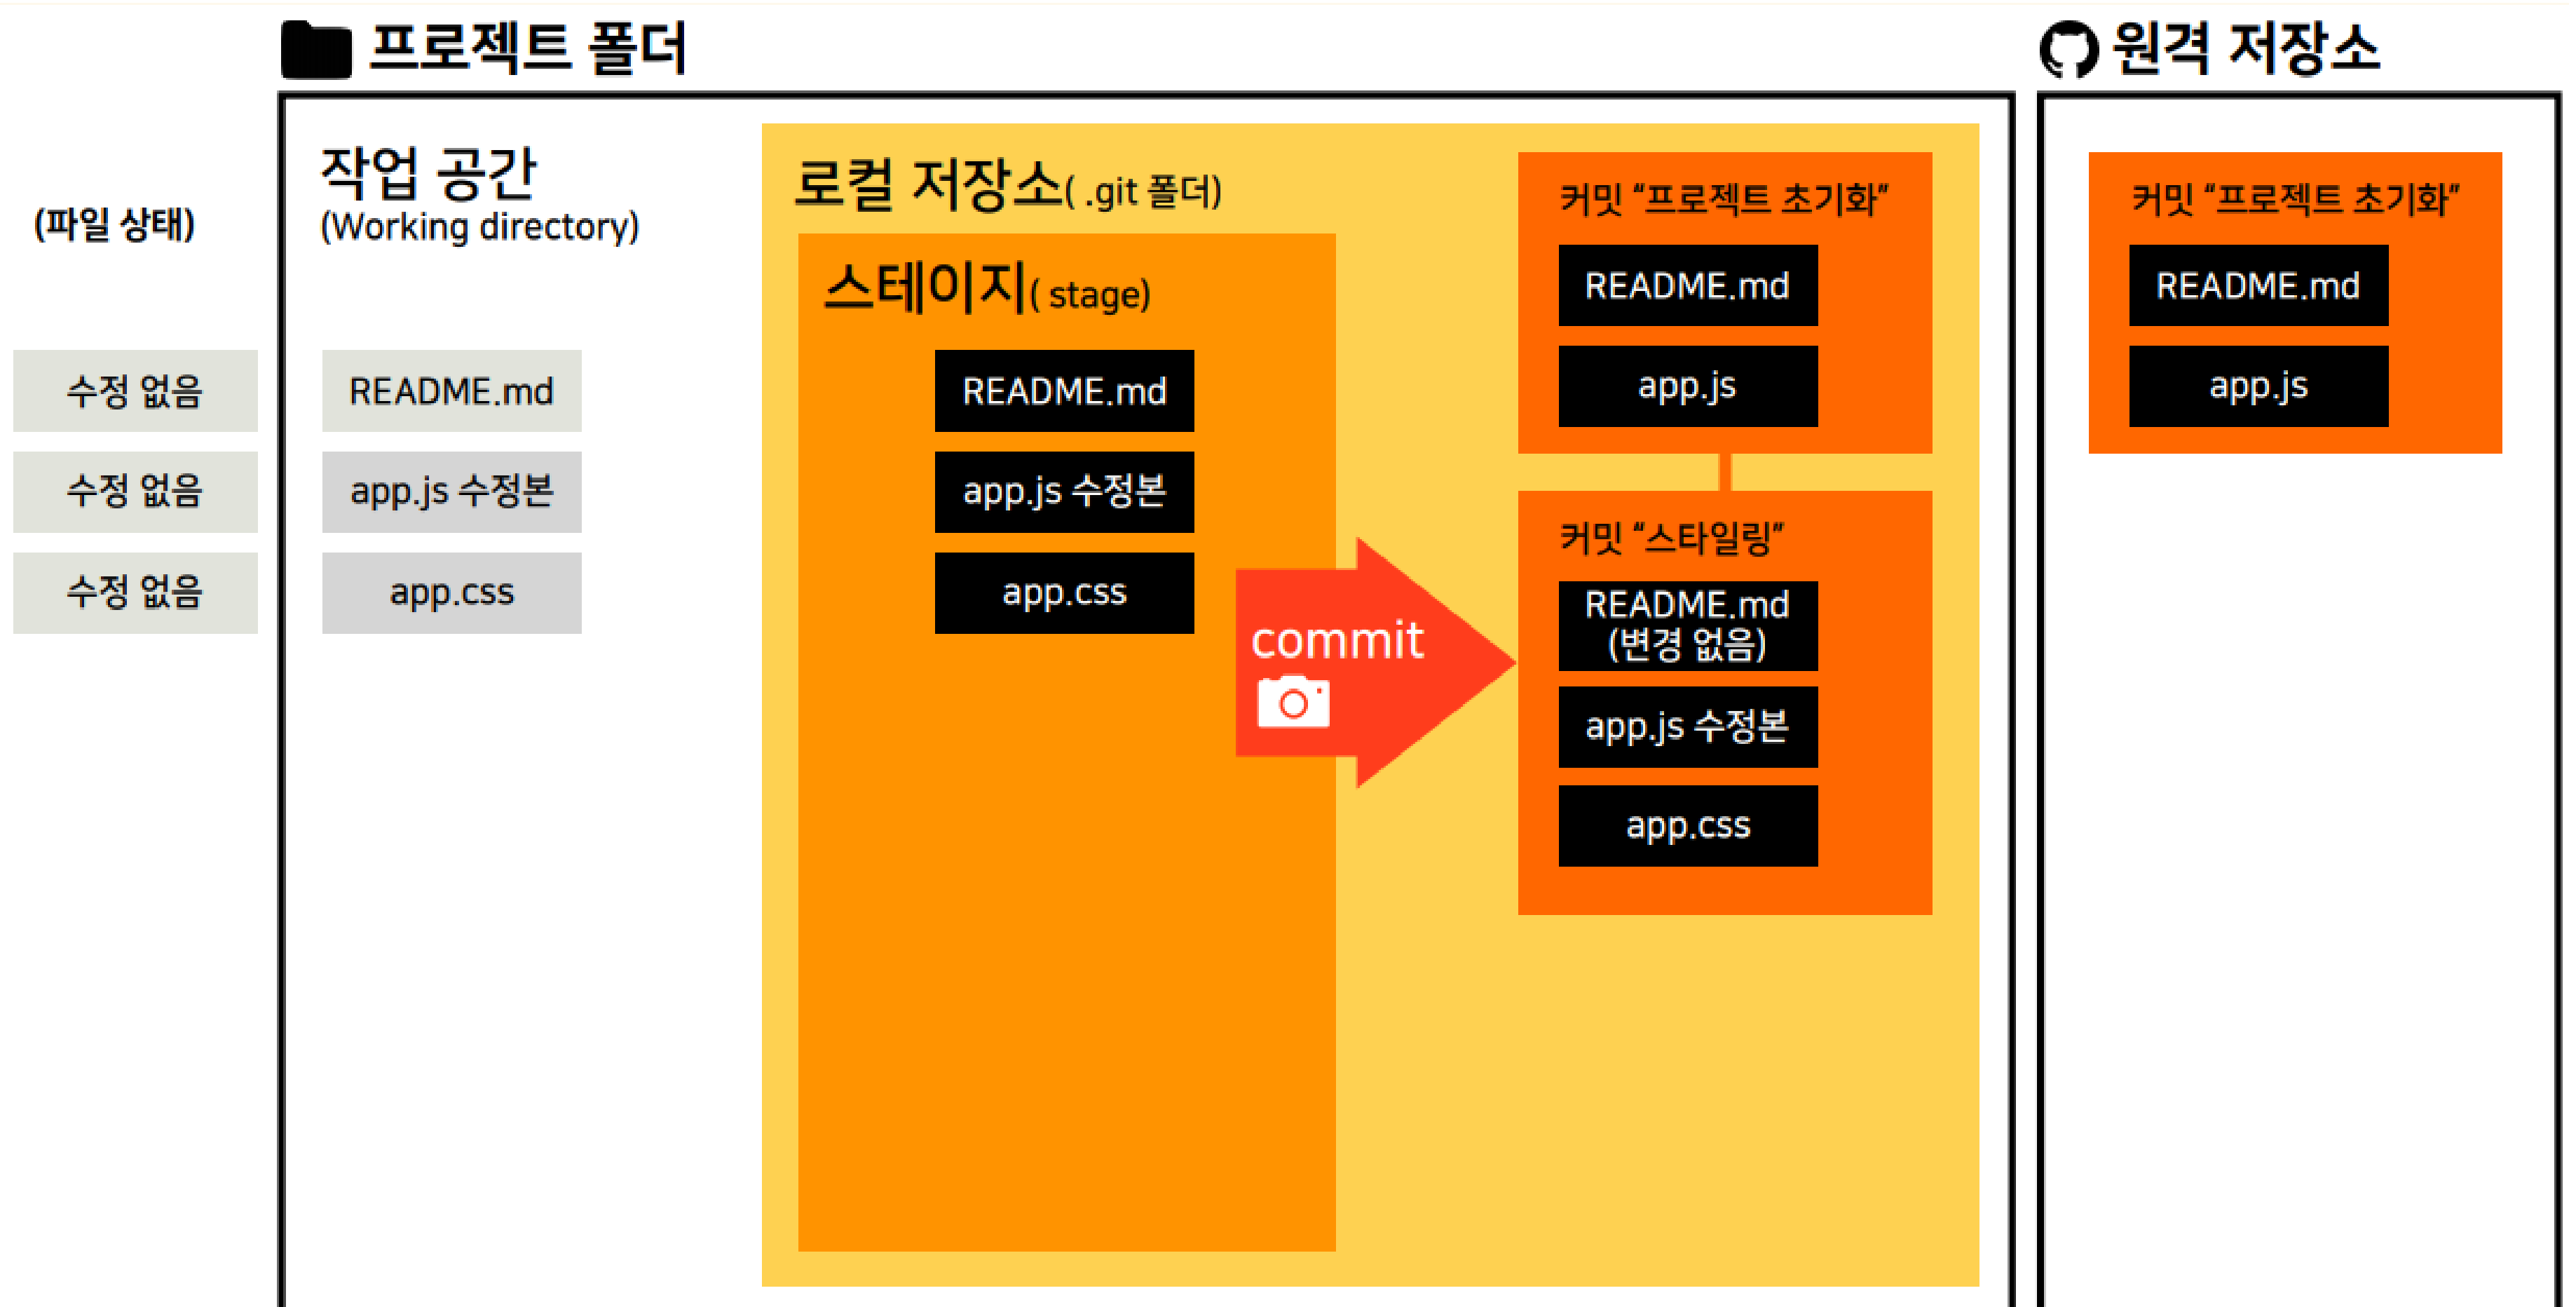 프로젝트 폴더
원격 저장소
(파일 상태)
수정 없음
수정 없음
수정 없음
작업 공간
(Working directory)
README.md
app.js 수정본
app.css
로컬 저장소( .git 폴더)
스테이지( stage)
README.md
app.js 수정본
app.css
commit
커밋 “프로젝트 초기화”
README.md
app.js
커밋 “스타일링”
README.md
(변경 없음)
app.js 수정본
app.css
커밋 “프로젝트 초기화”
README.md
app.js